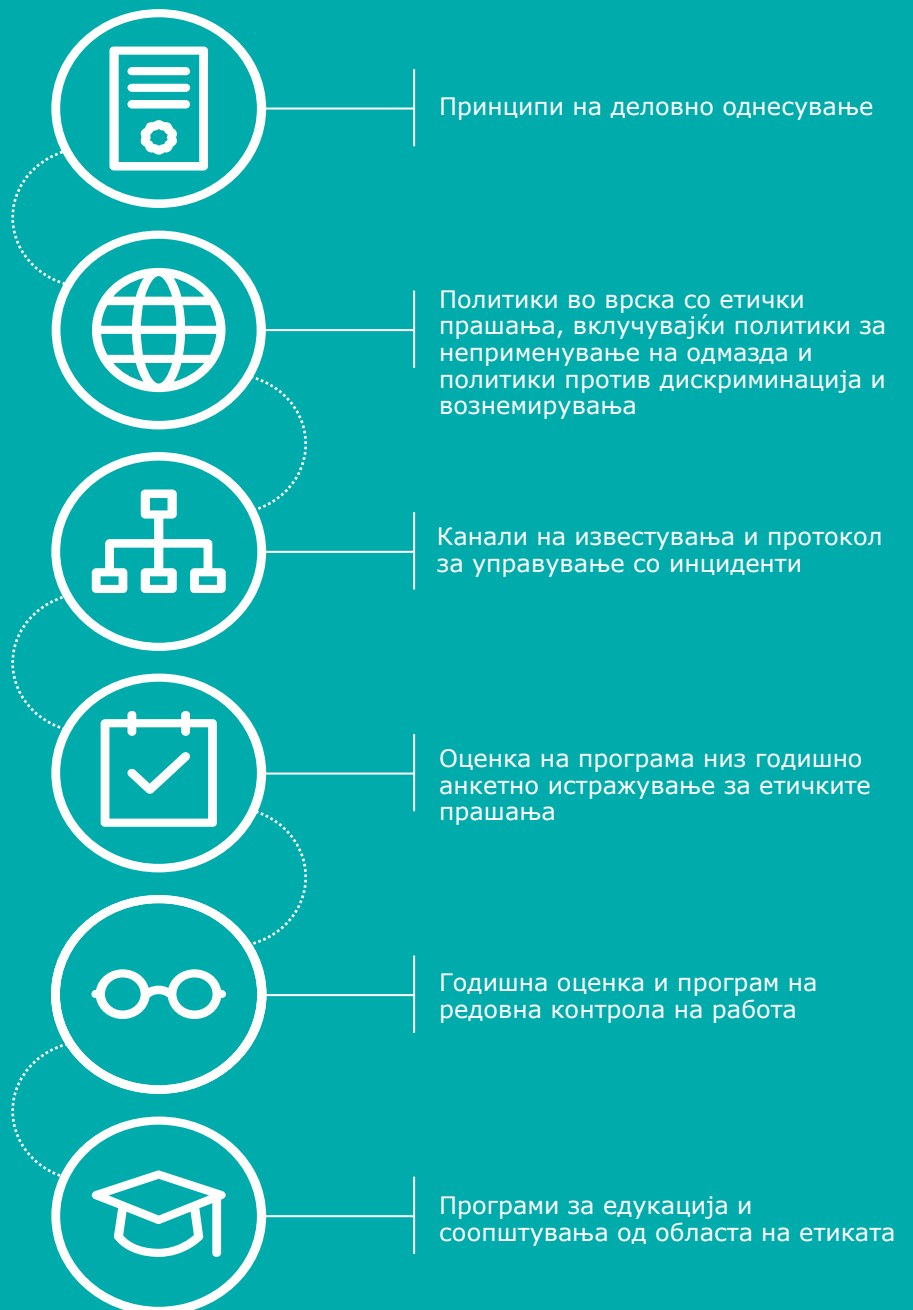 Принципи на деловно однесување
Политики во врска со етички
прашања, вклучувајќи политики за
неприменување на одмазда и
политики против дискриминација и
вознемирувања
Канали на известувања и протокол
за управување со инциденти
Оценка на програма низ годишно
анкетно истражување за етичките
прашања
Годишна оценка и програм на
редовна контрола на работа
Програми за едукација и
соопштувања од областа на етиката